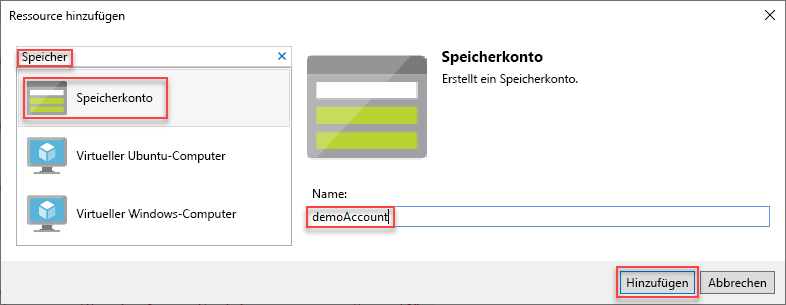 Ressource hinzufügen
Speicher
Speicherkonto
Virtueller Ubuntu-Computer
Virtueller Windows-Computer
Speicherkonto
Erstellt ein Speicherkonto.
Name:
demoAccount
Hinzufügen
Abbrechen